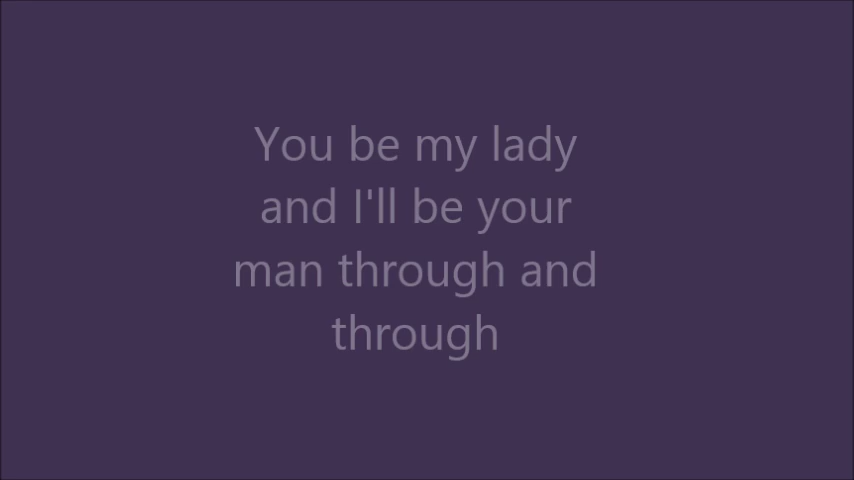 You be my lady
and I'll be your
man through and
through